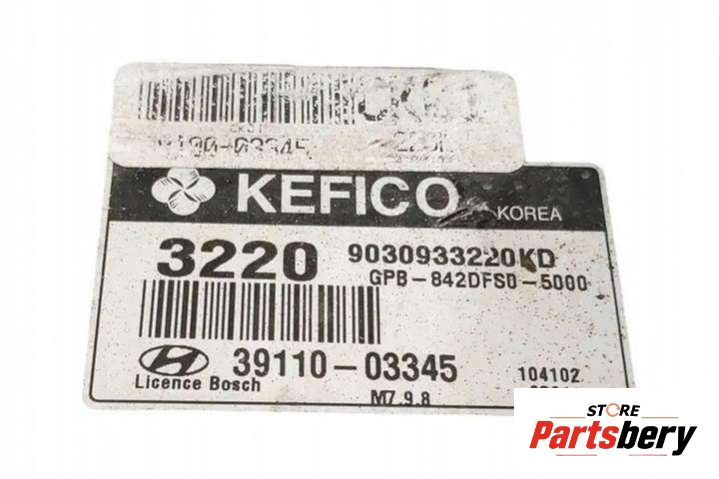 KEFICO KOREA
3220 9030933220KD
GPB-842DFS0-5000
39110-03345 104102
Licence Bosch M7.9.8
STORE
Partsbery